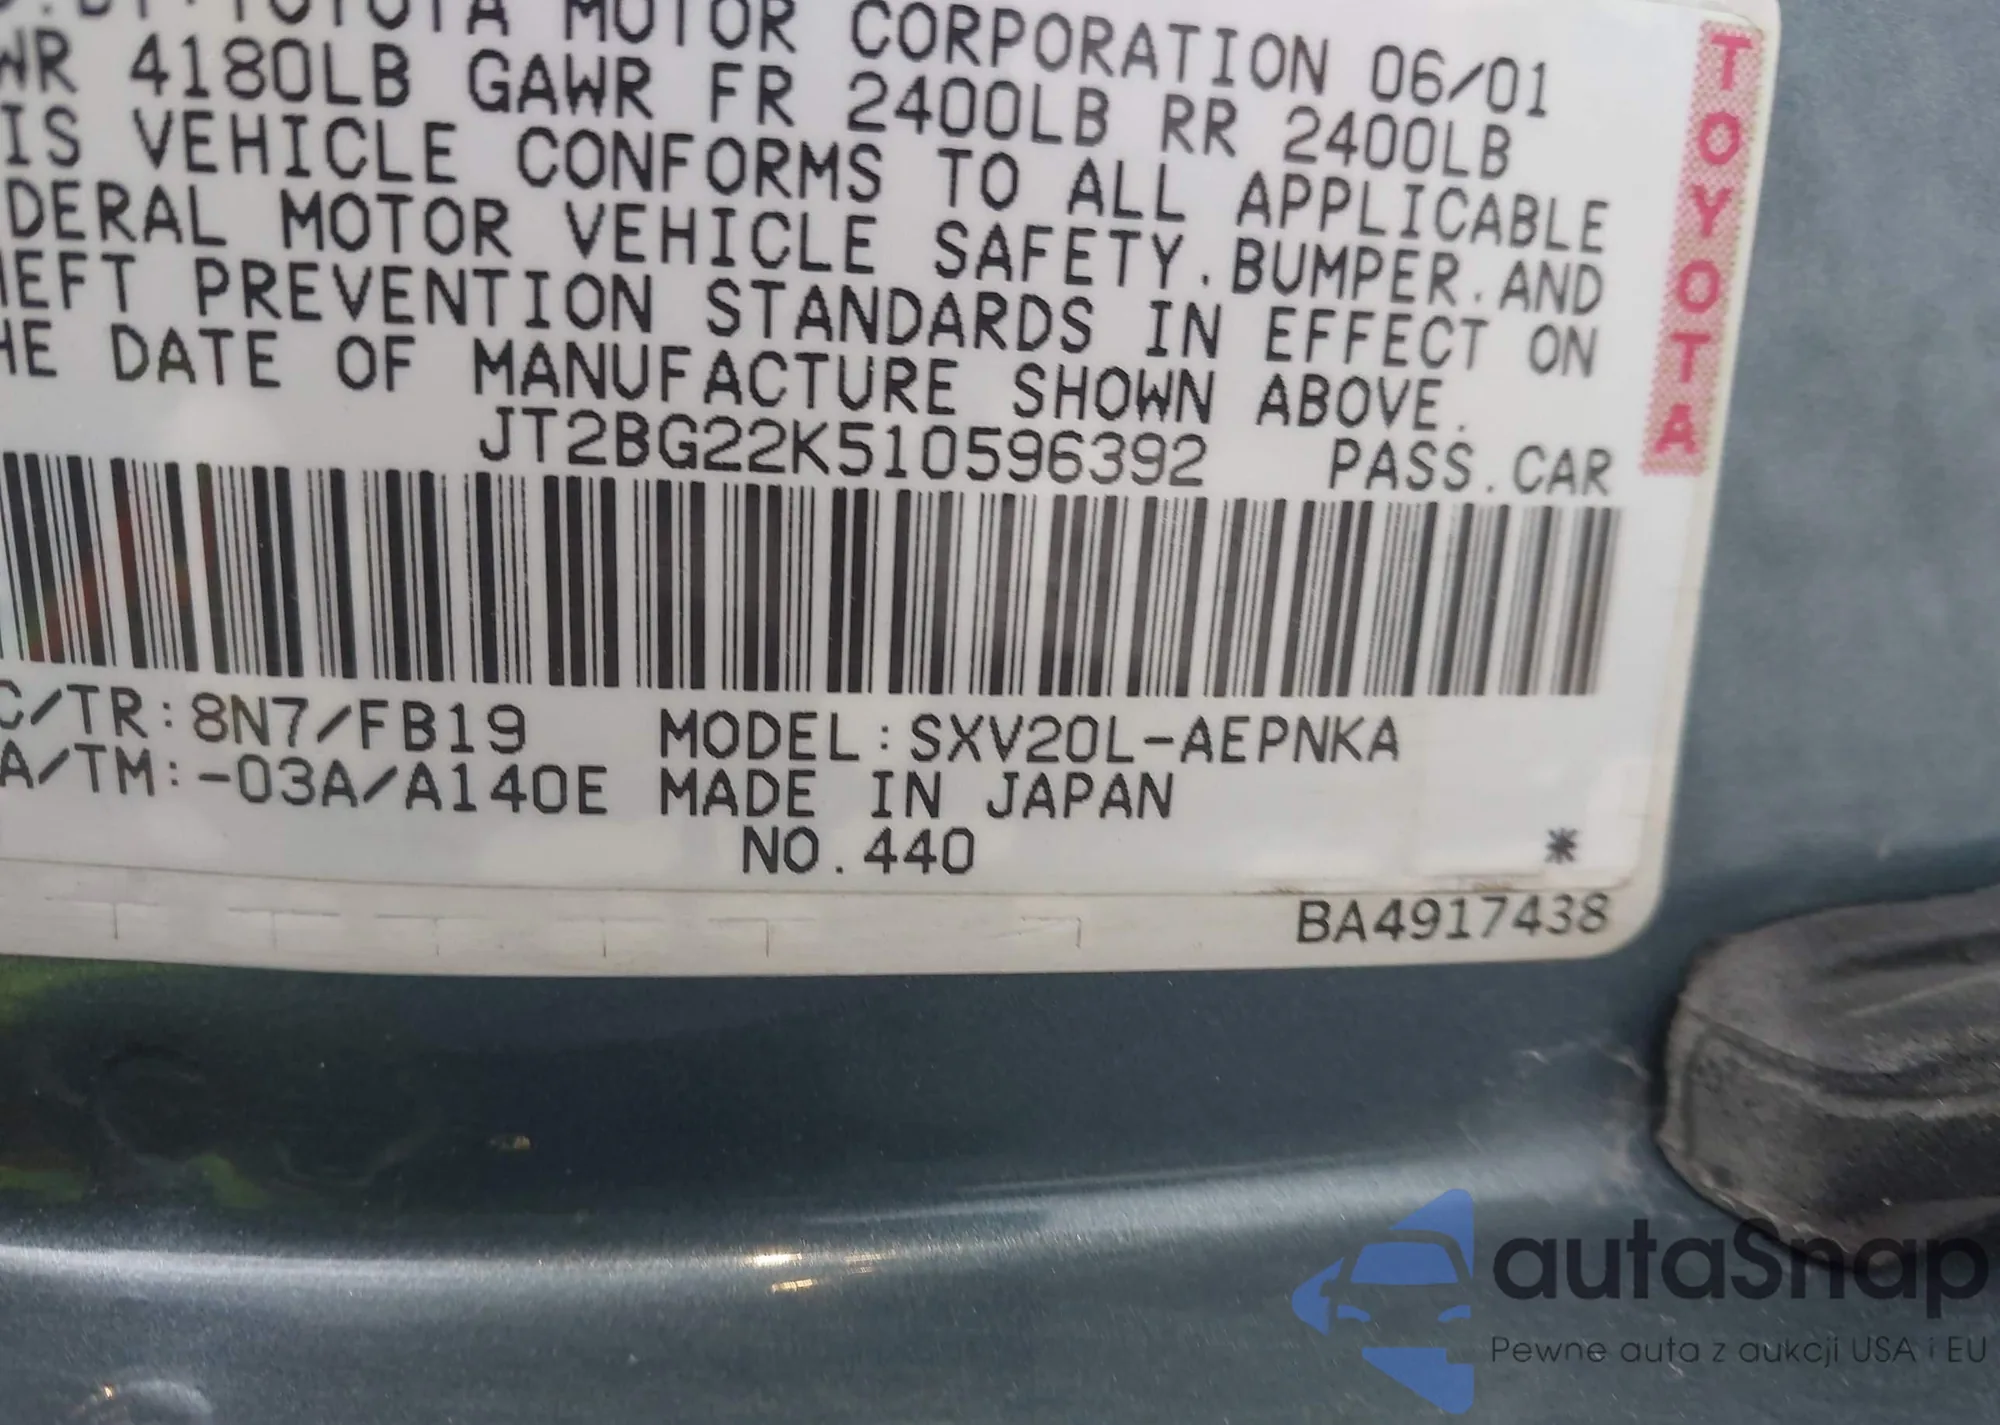 TOYOTA MOTOR CORPORATION 06/01
WR 4180LB GAWR FR 2400LB RR 2400LB
IS VEHICLE CONFORMS TO ALL APPLICABLE
DERAL MOTOR VEHICLE SAFETY.BUMPER.AND
EFT PREVENTION STANDARDS IN EFFECT ON
HE DATE OF MANUFACTURE SHOWN ABOVE.
JT2BG22K510596392 PASS.CAR
C/TR:8N7/FB19 MODEL:SXV20L-AEPNKA
A/TM:-03A/A140E MADE IN JAPAN
NO.440
*
BA4917438
TOYOTA
autaSnap
Pewne auta z aukcji USA i EU